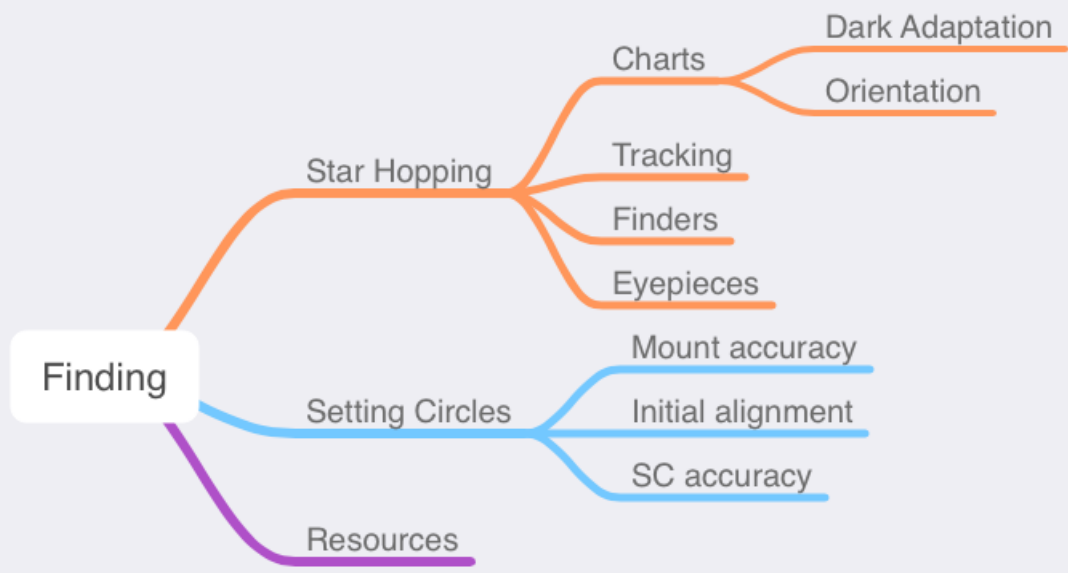 Finding
Star Hopping
Charts
Dark Adaptation
Orientation
Tracking
Finders
Eyepieces
Setting Circles
Mount accuracy
Initial alignment
SC accuracy
Resources